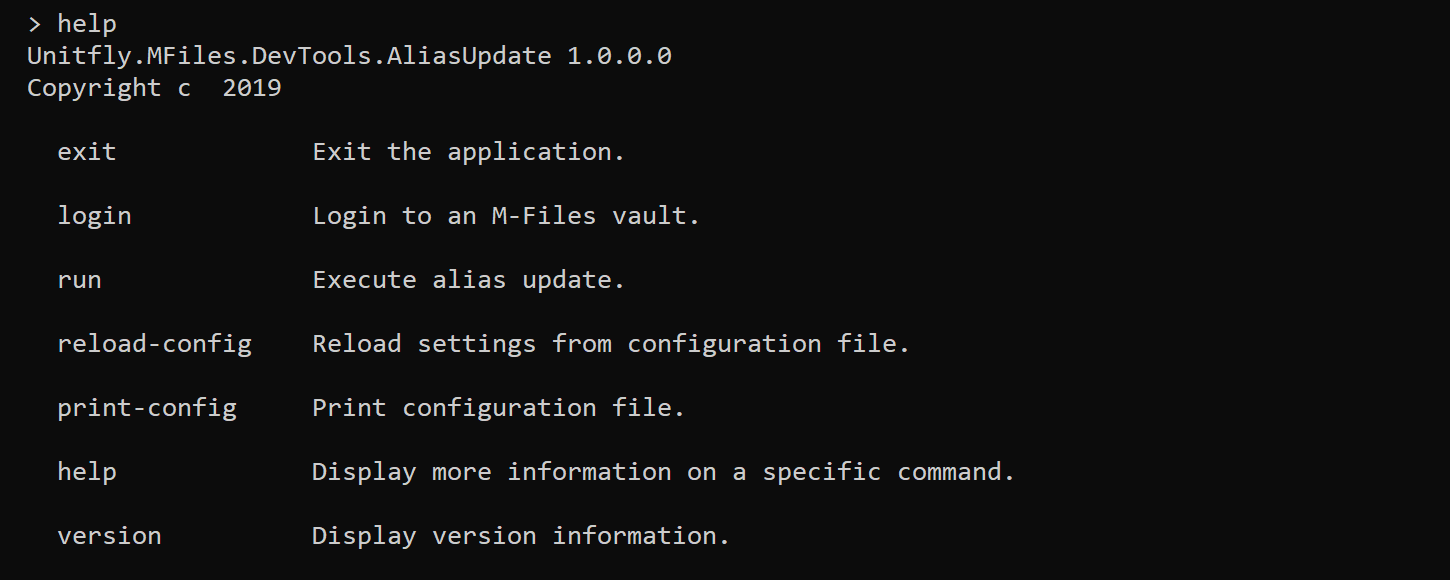 > help
Unitfly.MFiles.DevTools.AliasUpdate 1.0.0.0
Copyright c  2019
exit            Exit the application.
login           Login to an M-Files vault.
run             Execute alias update.
reload-config   Reload settings from configuration file.
print-config    Print configuration file.
help            Display more information on a specific command.
version         Display version information.